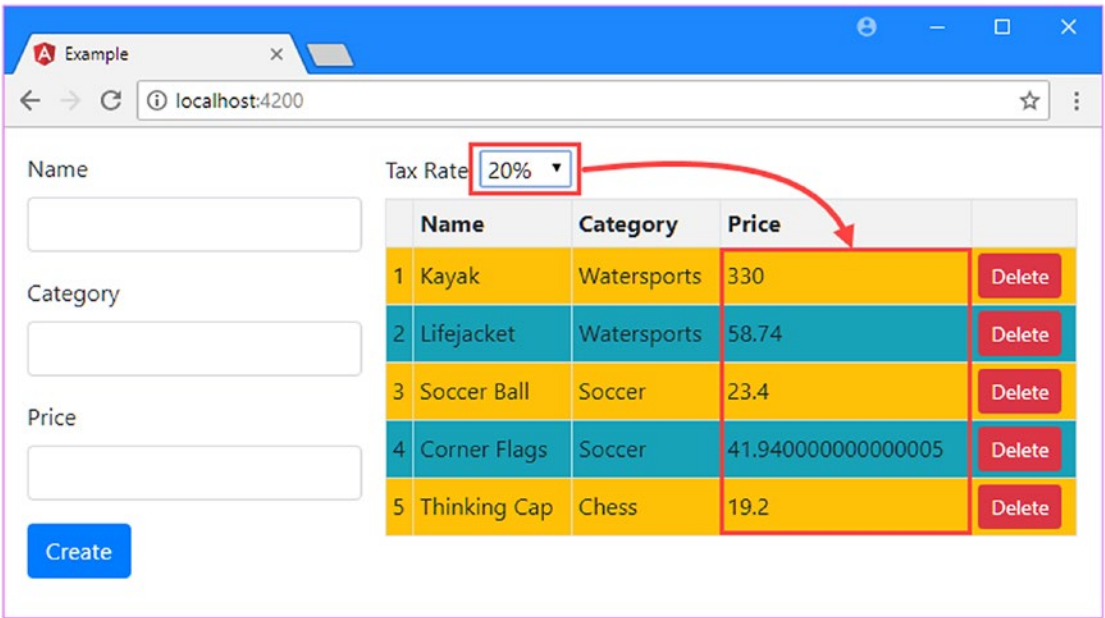 Example
localhost:4200
Name
Category
Price
Create
Tax Rate 20%
Name Category Price
1 Kayak Watersports 330 Delete
2 Lifejacket Watersports 58.74 Delete
3 Soccer Ball Soccer 23.4 Delete
4 Corner Flags Soccer 41.940000000000005 Delete
5 Thinking Cap Chess 19.2 Delete